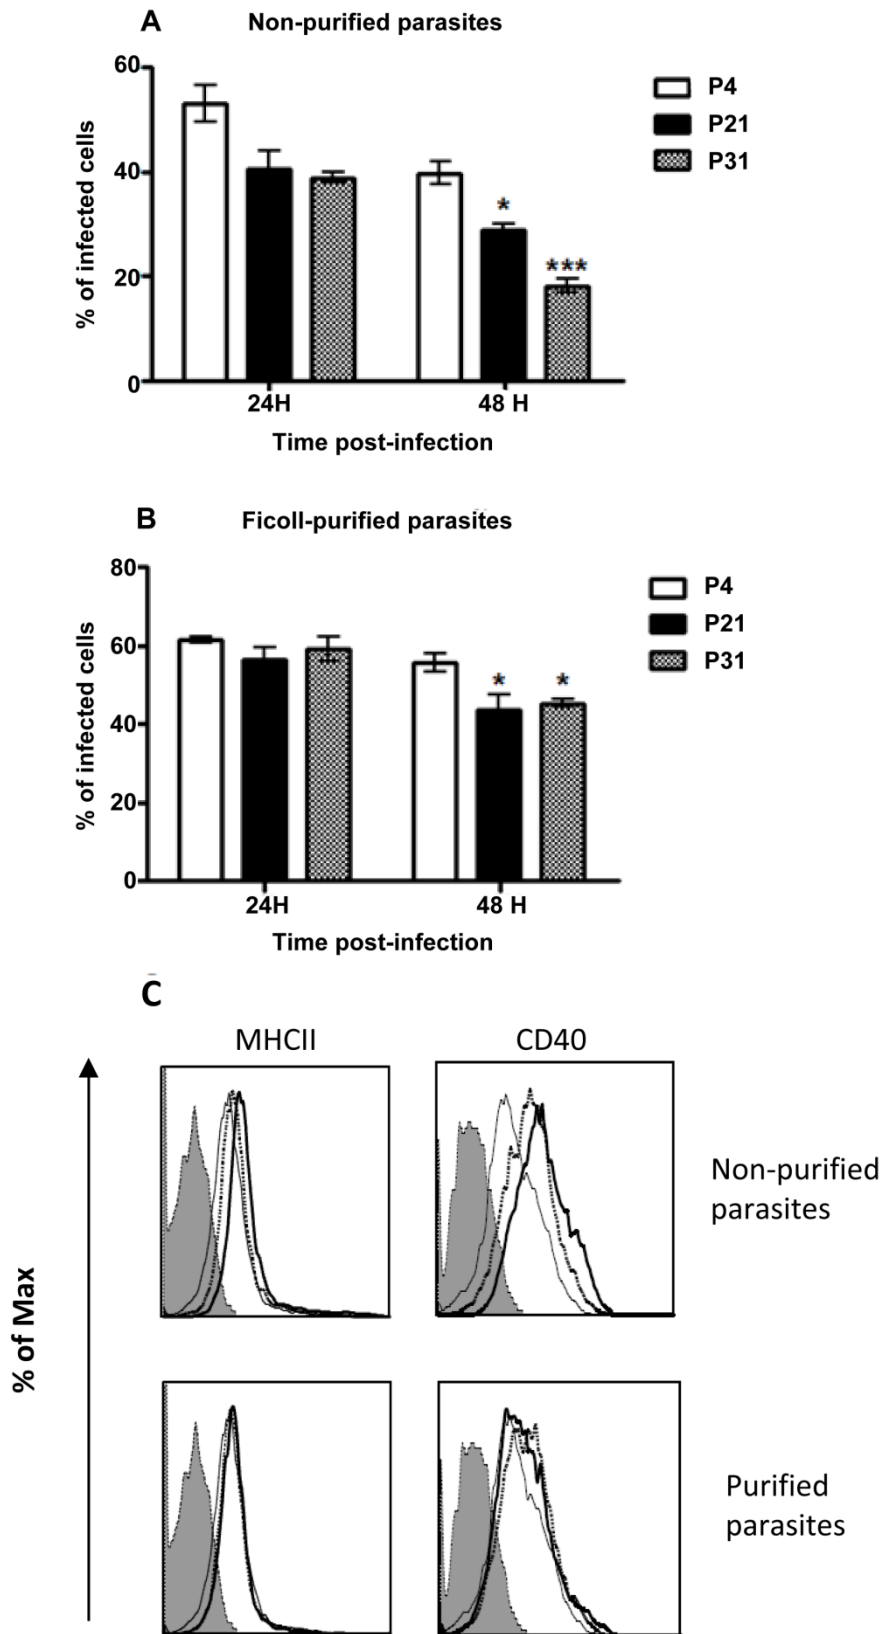 A
Non-purified parasites
60
40
20
0
% of infected cells
P4
P21
P31
*
***
24H
48 H
Time post-infection
B
Ficoll-purified parasites
80
60
40
20
0
% of infected cells
P4
P21
P31
*
*
24H
48 H
Time post-infection
C
MHCII
CD40
% of Max
Non-purified
parasites
Purified
parasites